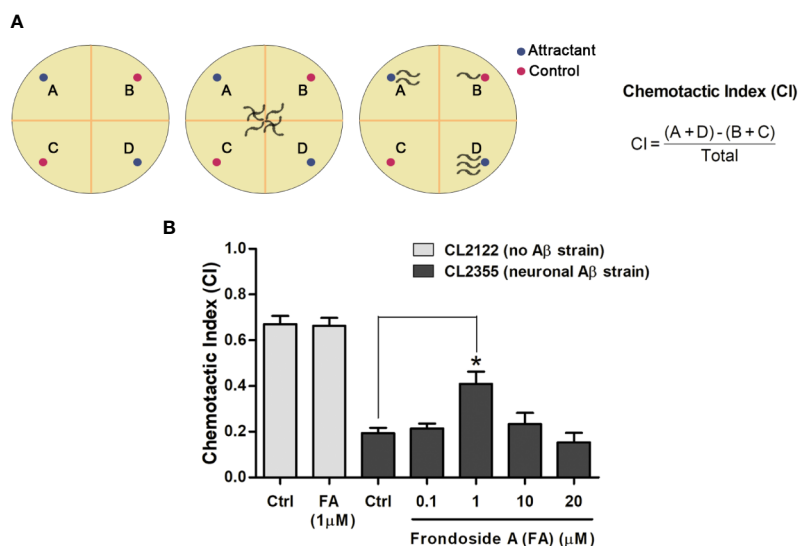 A
A B C D
A B C D
A B C D
Attractant
Control
Chemotactic Index (CI)
CI = (A + D) - (B + C)
Total
B
CL2122 (no Aβ strain)
CL2355 (neuronal Aβ strain)
Chemotactic Index (CI)
1.0
0.8
0.6
0.4
0.2
0.0
*
Ctrl FA Ctrl 0.1 1 10 20
(1μM)
Frondoside A (FA) (μM)